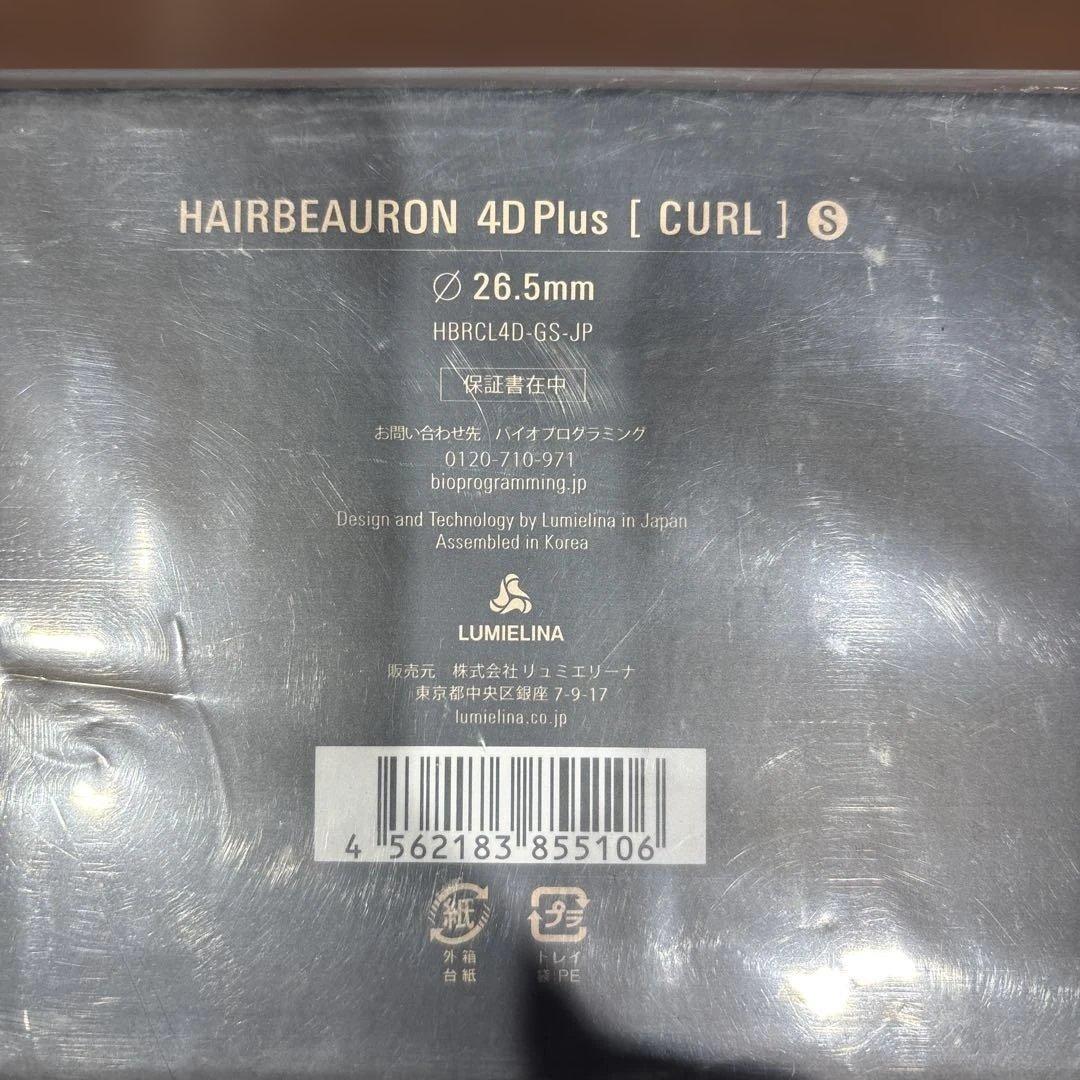 HAIRBEAURON 4D Plus [ CURL ] S
Ø 26.5mm
HBRCL4D-GS-JP
保証書在中
お問い合わせ先 バイオプログラミング
0120-710-971
bioprogramming.jp
Design and Technology by Lumielina in Japan
Assembled in Korea
LUMIELINA
販売元 株式会社リュミエリーナ
東京都中央区銀座 7-9-17
lumielina.co.jp
4 562183 855106
紙 プラ
外箱 トレイ
台紙 袋:PE